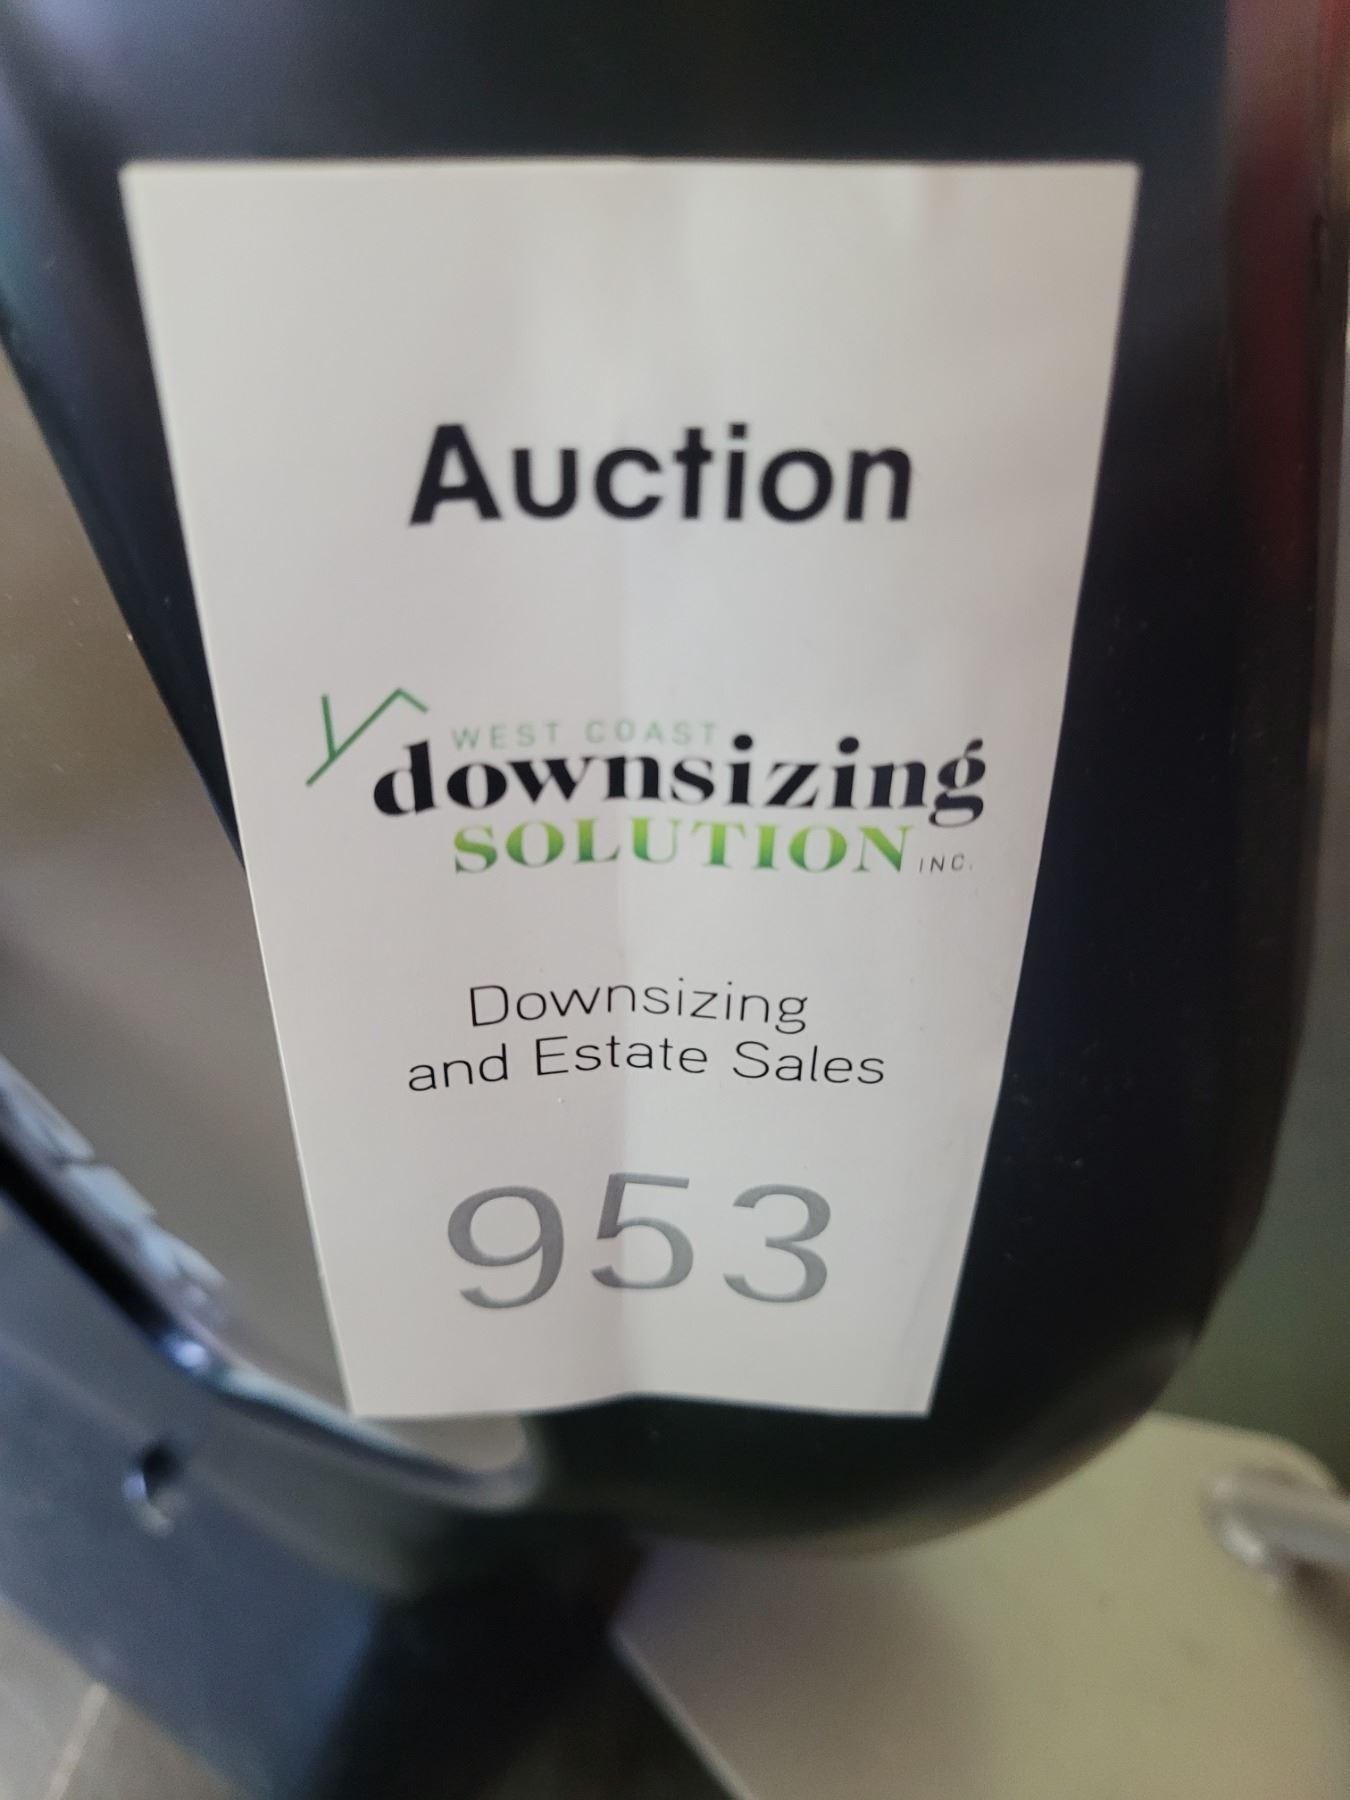 Auction
WEST COAST
downsizing
SOLUTION INC.
Downsizing
and Estate Sales
953